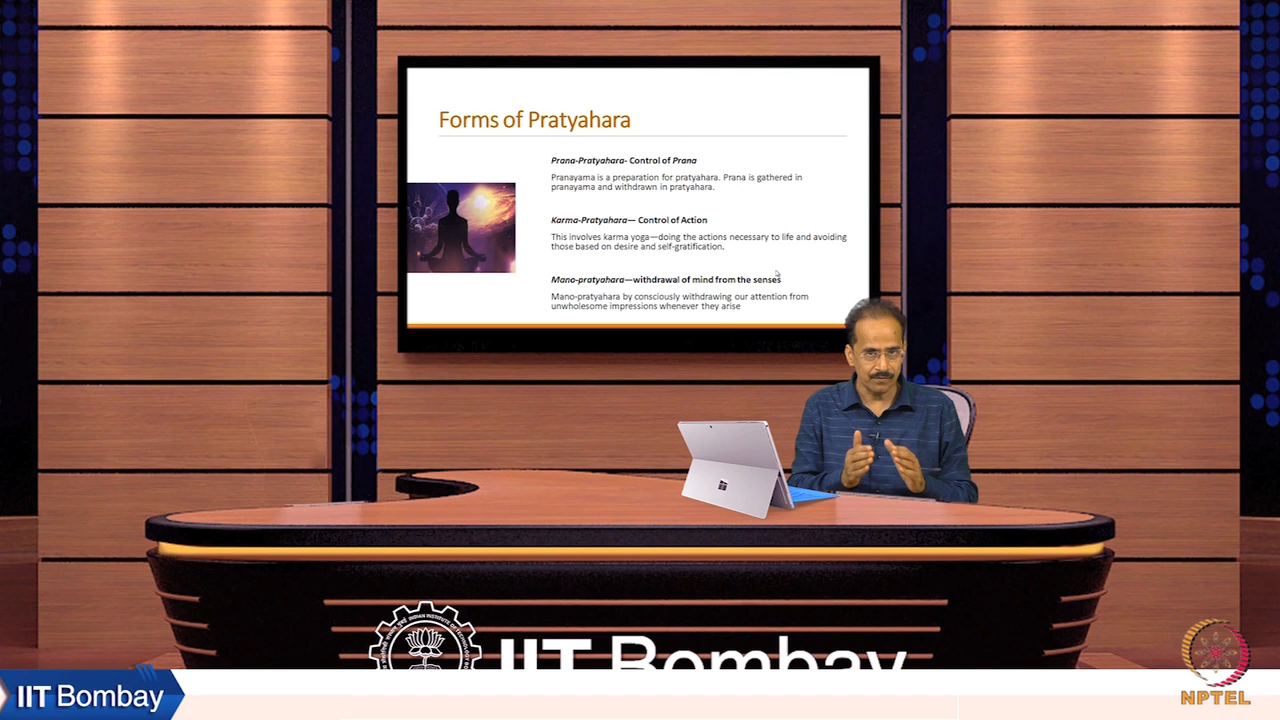 Forms of Pratyahara
Prana-Pratyahara- Control of Prana
Pranayama is a preparation for pratyahara. Prana is gathered in
pranayama and withdrawn in pratyahara.
Karma-Pratyahara— Control of Action
This involves karma yoga—doing the actions necessary to life and avoiding
those based on desire and self-gratification.
Mano-pratyahara—withdrawal of mind from the senses
Mano-pratyahara by consciously withdrawing our attention from
unwholesome impressions whenever they arise
IIT Bombay
IIT Bombay
NPTEL